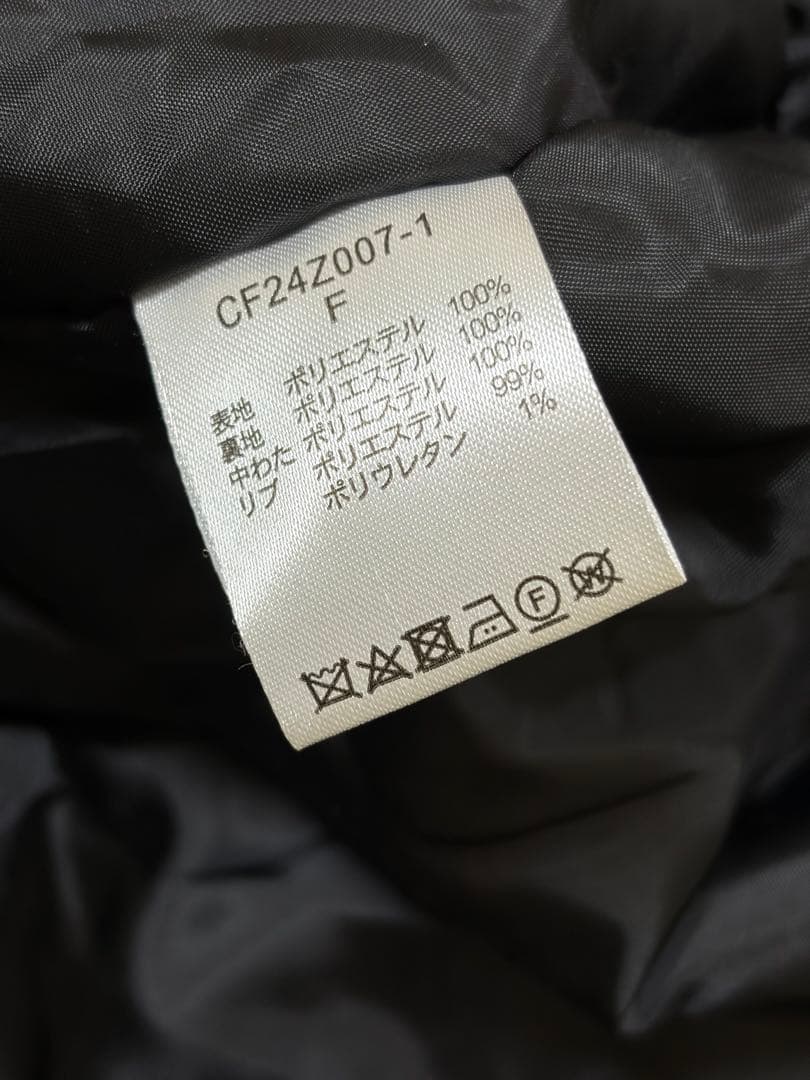 CF24Z007-1
F
表地 ポリエステル 100%
裏地 ポリエステル 100%
中わた ポリエステル 100%
リブ ポリエステル 99%
ポリウレタン 1%
F W